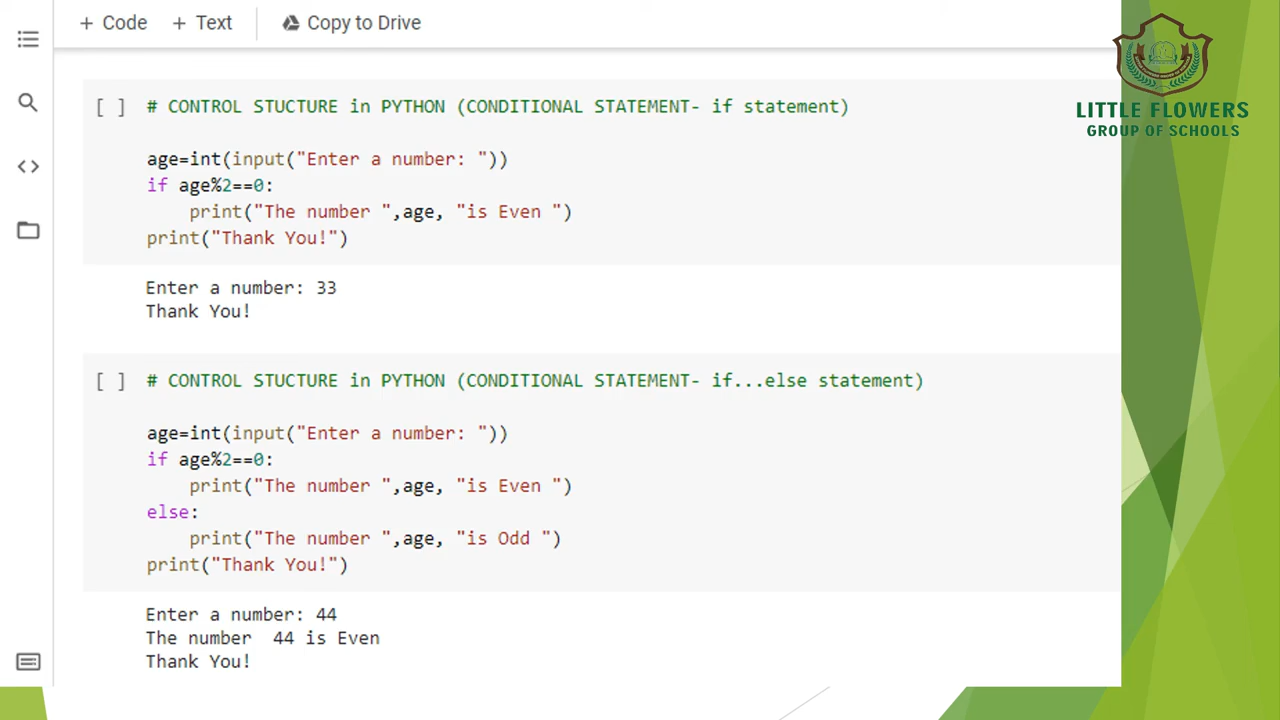 + Code + Text Copy to Drive
LITTLE FLOWERS
GROUP OF SCHOOLS
[ ] # CONTROL STUCTURE in PYTHON (CONDITIONAL STATEMENT- if statement)
age=int(input("Enter a number: "))
if age%2==0:
    print("The number ",age, "is Even ")
print("Thank You!")
Enter a number: 33
Thank You!
[ ] # CONTROL STUCTURE in PYTHON (CONDITIONAL STATEMENT- if...else statement)
age=int(input("Enter a number: "))
if age%2==0:
    print("The number ",age, "is Even ")
else:
    print("The number ",age, "is Odd ")
print("Thank You!")
Enter a number: 44
The number  44 is Even
Thank You!